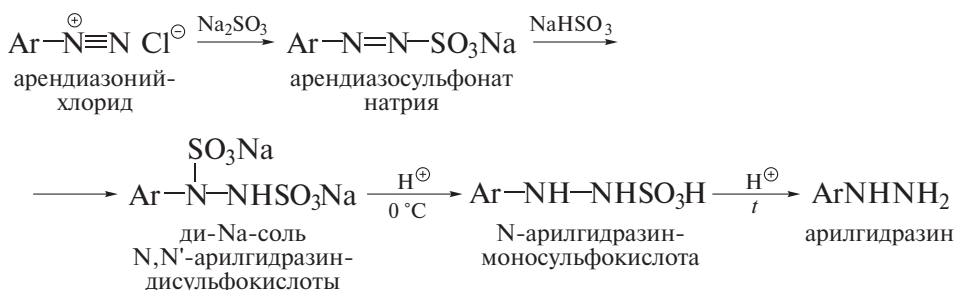 Ar—N⊕≡N Cl⊖ Na₂SO₃ Ar—N=N—SO₃Na NaHSO₃
арендиазоний- арендиазосульфонат
хлорид натрия
SO₃Na
Ar—N—NHSO₃Na H⊕ 0 °C Ar—NH—NHSO₃H H⊕ t ArNHNH₂
ди-Na-соль N-арилгидразин- арилгидразин
N,N'-арилгидразин- моносульфокислота
дисульфокислоты